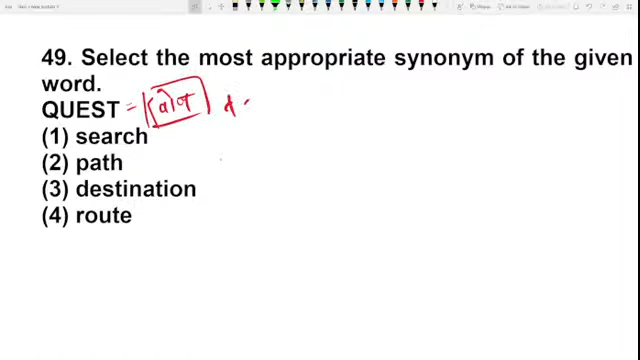 49. Select the most appropriate synonym of the given
word.
QUEST =
(1) search
(2) path
(3) destination
(4) route